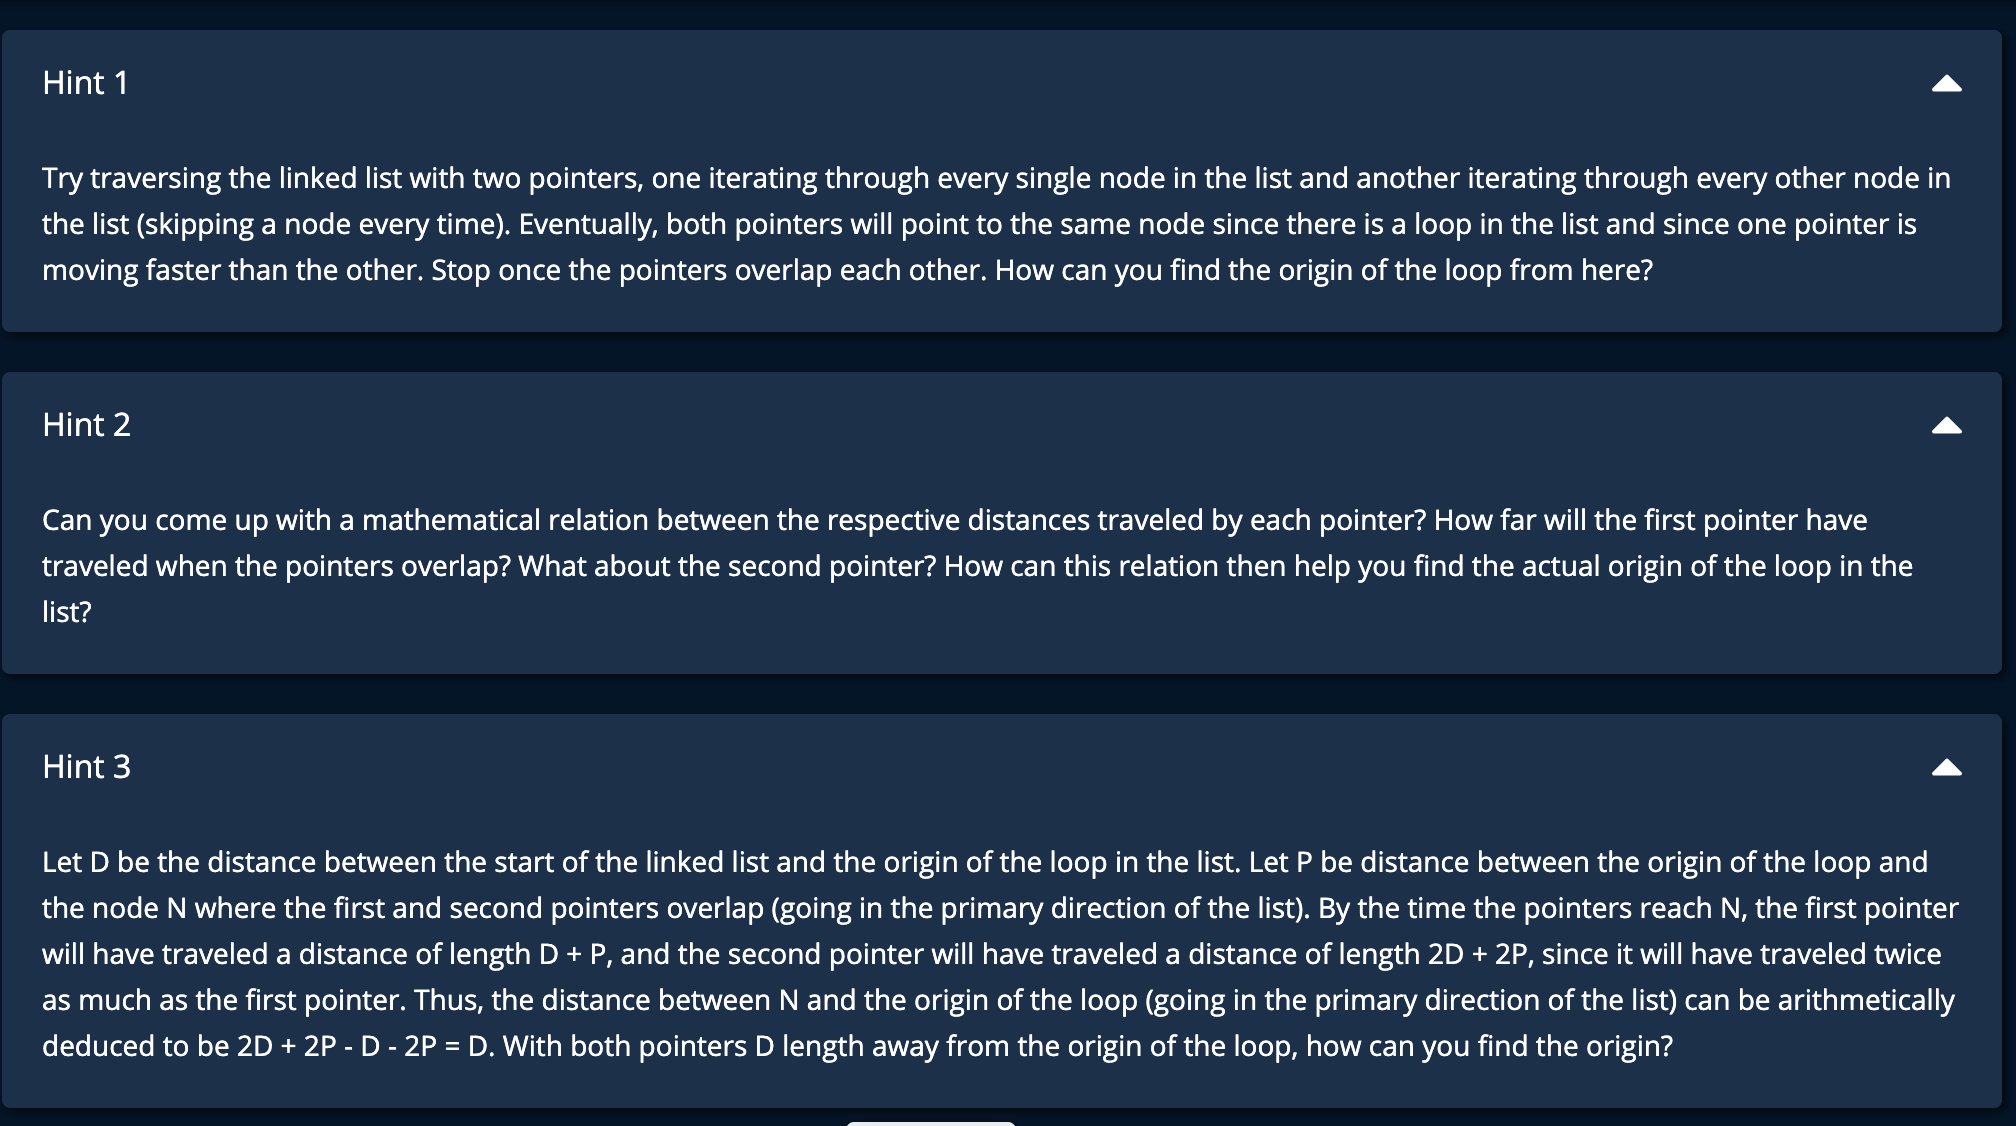 Hint 1
Try traversing the linked list with two pointers, one iterating through every single node in the list and another iterating through every other node in
the list (skipping a node every time). Eventually, both pointers will point to the same node since there is a loop in the list and since one pointer is
moving faster than the other. Stop once the pointers overlap each other. How can you find the origin of the loop from here?
Hint 2
Can you come up with a mathematical relation between the respective distances traveled by each pointer? How far will the first pointer have
traveled when the pointers overlap? What about the second pointer? How can this relation then help you find the actual origin of the loop in the
list?
Hint 3
Let D be the distance between the start of the linked list and the origin of the loop in the list. Let P be distance between the origin of the loop and
the node N where the first and second pointers overlap (going in the primary direction of the list). By the time the pointers reach N, the first pointer
will have traveled a distance of length D + P, and the second pointer will have traveled a distance of length 2D + 2P, since it will have traveled twice
as much as the first pointer. Thus, the distance between N and the origin of the loop (going in the primary direction of the list) can be arithmetically
deduced to be 2D + 2P - D - 2P = D. With both pointers D length away from the origin of the loop, how can you find the origin?